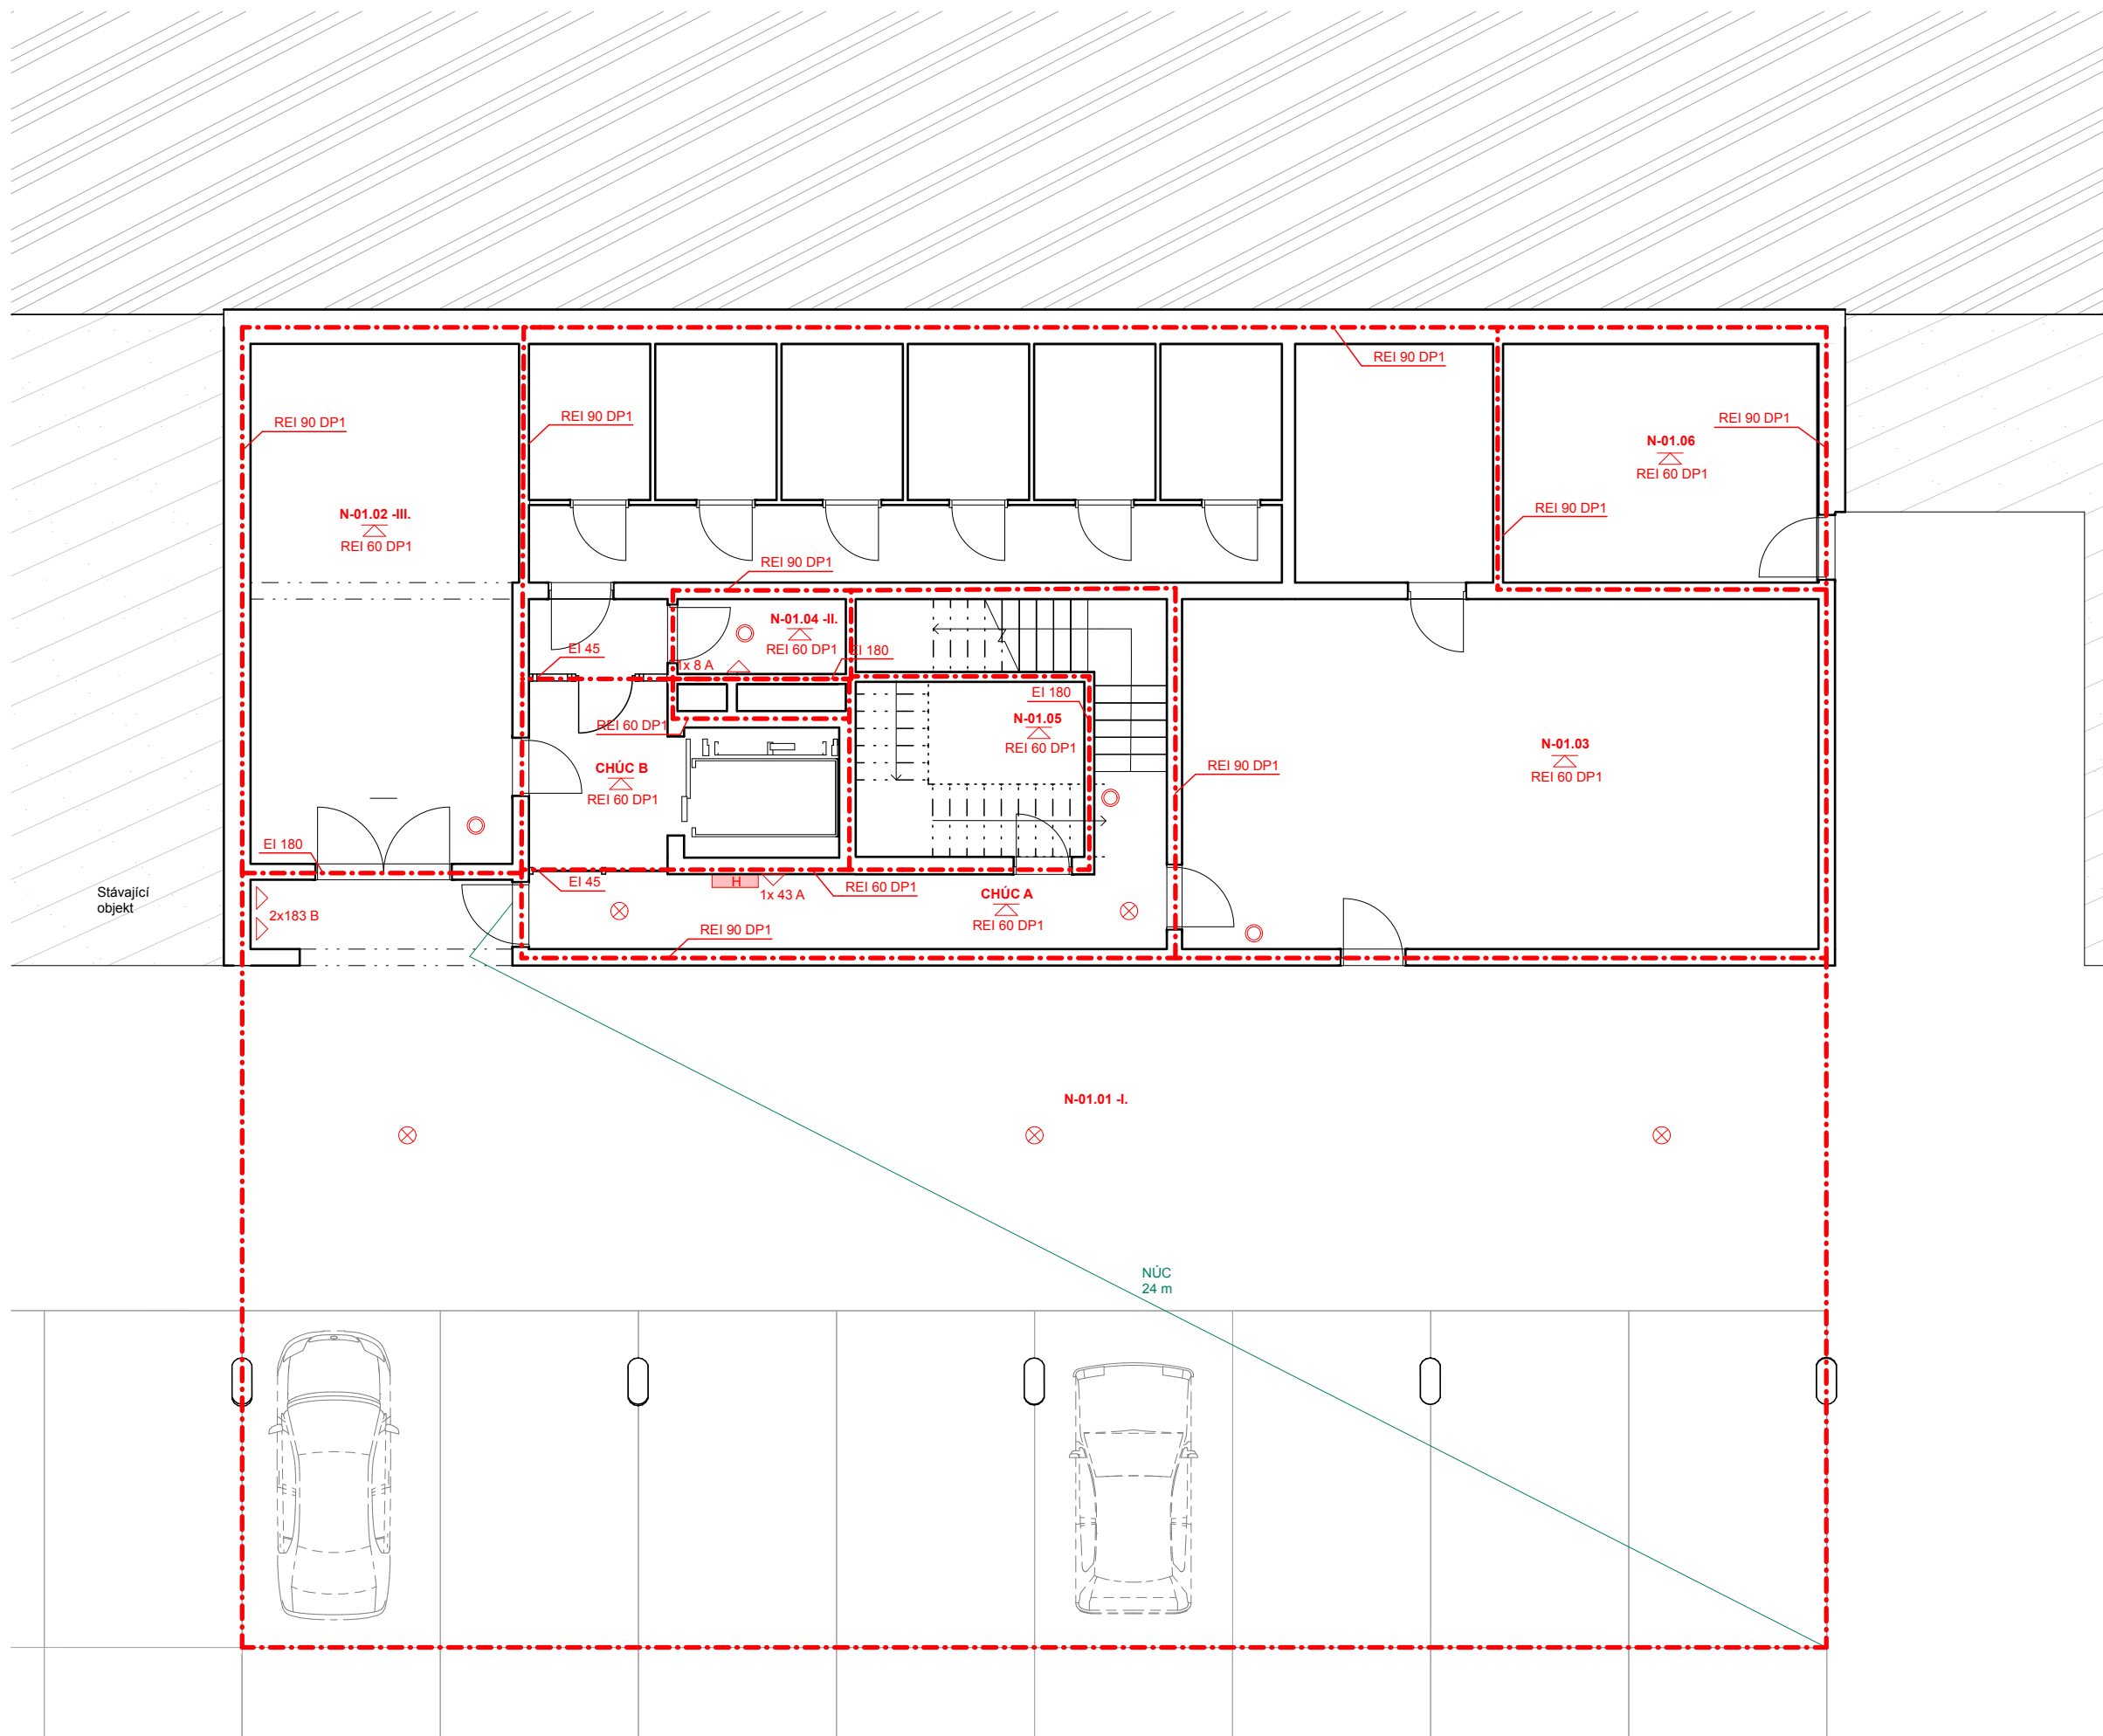 REI 90 DP1
REI 90 DP1
REI 90 DP1
REI 90 DP1
N-01.06
REI 60 DP1
REI 90 DP1
N-01.02 -III.
REI 60 DP1
REI 90 DP1
N-01.04 -II.
REI 60 DP1
EI 45
EI 180
1x 8 A
EI 180
N-01.05
REI 60 DP1
REI 60 DP1
N-01.03
REI 60 DP1
CHÚC B
REI 60 DP1
REI 90 DP1
EI 180
EI 45
H
1x 43 A
REI 60 DP1
CHÚC A
REI 60 DP1
Stávající
objekt
2x183 B
REI 90 DP1
N-01.01 -I.
NÚC
24 m